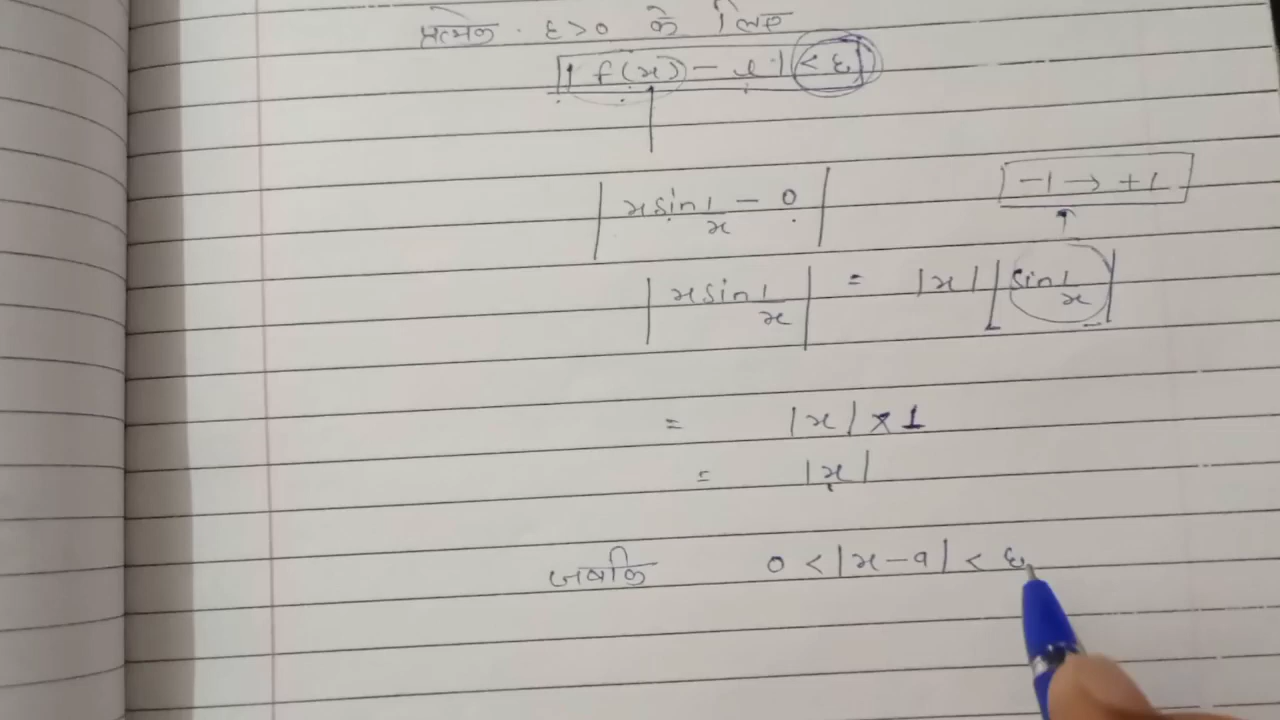 प्रत्येक ε>0 के लिए
| f(x) - l | < ε
| x sin 1/x - 0 |
-1 → +1
| x sin 1/x | = |x| | sin 1/x |
= |x| × 1
= |x|
जबकि 0 < |x-a| < ε